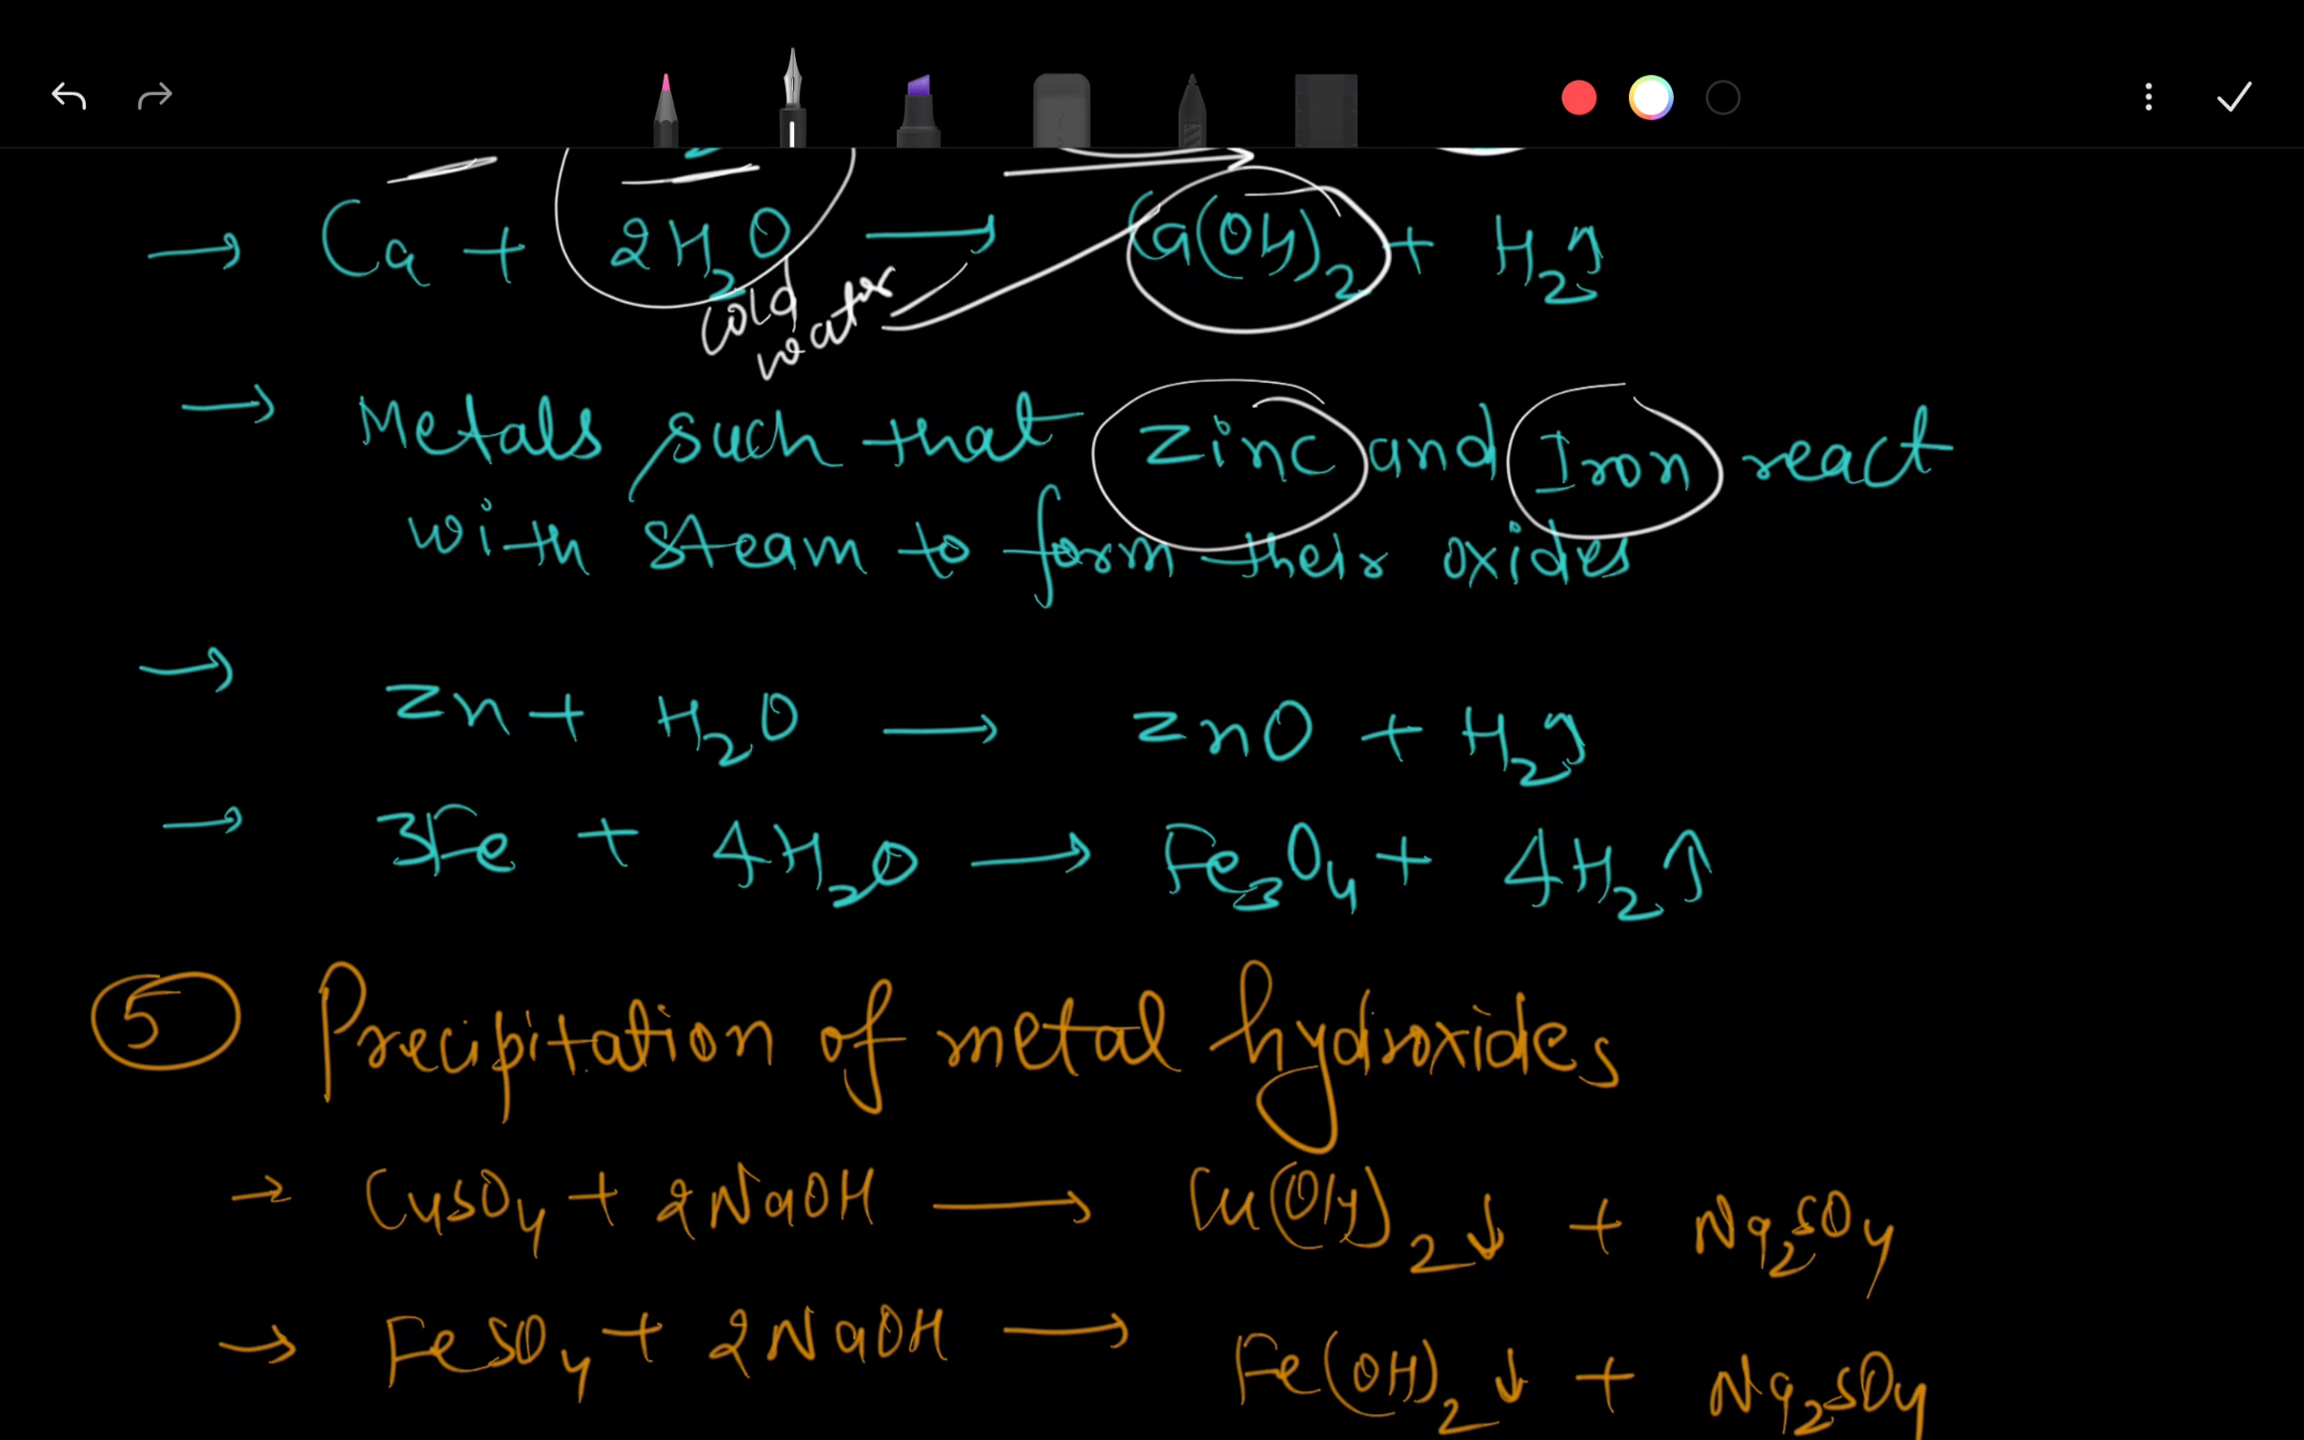 → Ca + 2H₂O → Ca(OH)₂ + H₂↑
cold
water
→ Metals such that Zinc and Iron react
with steam to form their oxides
→ Zn + H₂O → ZnO + H₂↑
→ 3Fe + 4H₂O → Fe₃O₄ + 4H₂↑
5 Precipitation of metal hydroxides
→ CuSO₄ + 2NaOH → Cu(OH)₂↓ + Na₂SO₄
→ FeSO₄ + 2NaOH → Fe(OH)₂↓ + Na₂SO₄